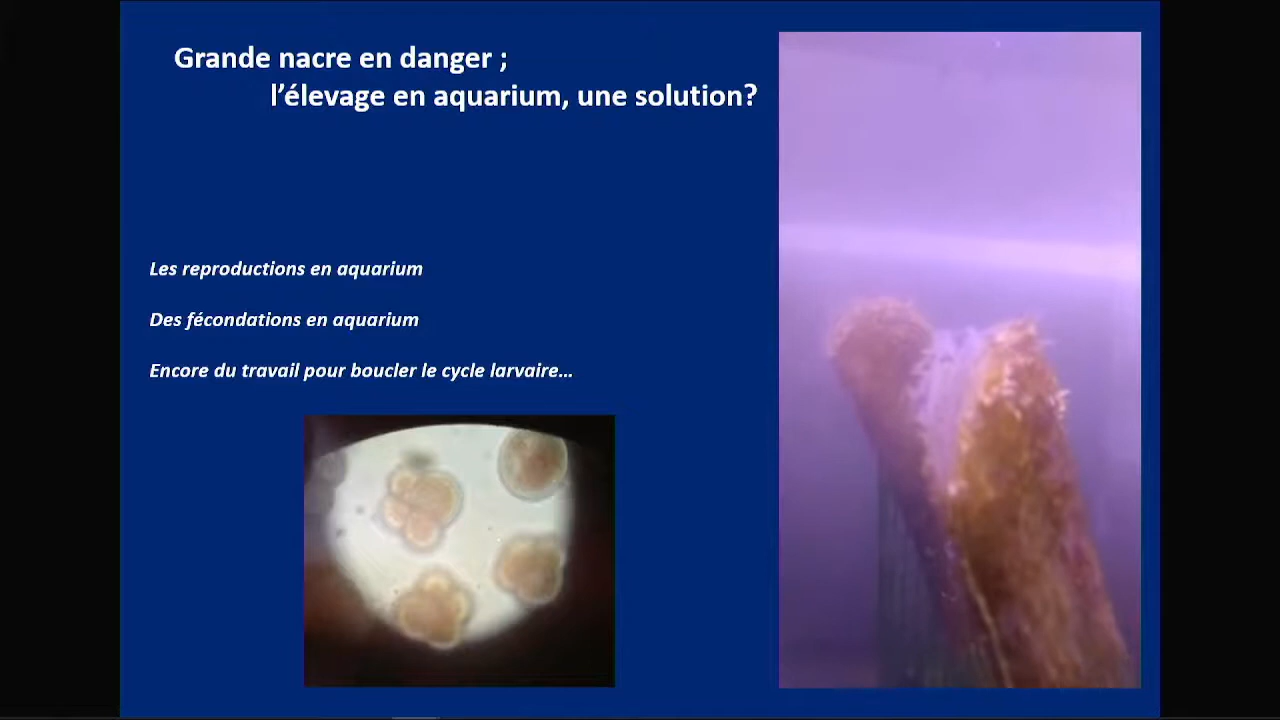 Grande nacre en danger ;
l’élevage en aquarium, une solution?
Les reproductions en aquarium
Des fécondations en aquarium
Encore du travail pour boucler le cycle larvaire...